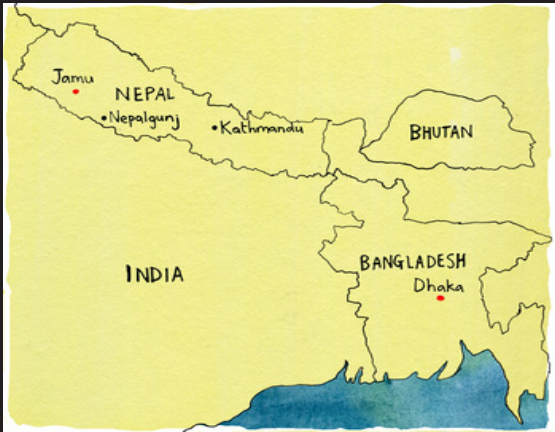 Jamu
NEPAL
Nepalgunj
Kathmandu
BHUTAN
INDIA
BANGLADESH
Dhaka